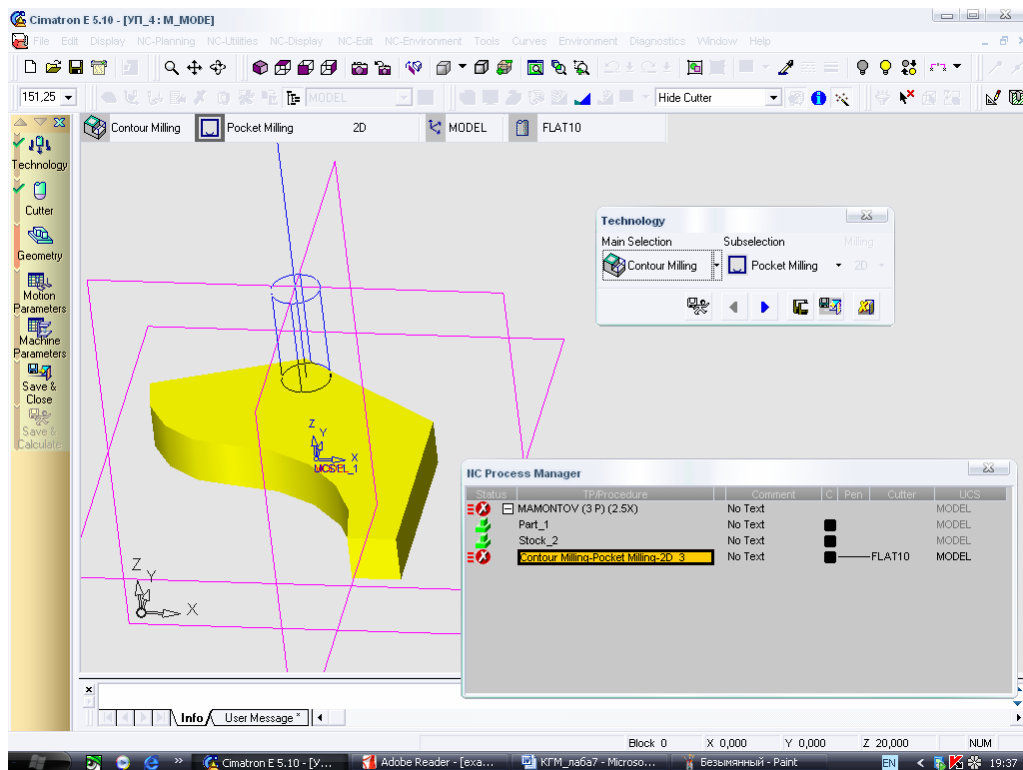 Cimatron E 5.10 - [УП_4 : M_MODE]
File Edit Display NC-Planning NC-Utilities NC-Display NC-Edit NC-Environment Tools Curves Environment Diagnostics Window Help
151,25 MODEL Hide Cutter
Contour Milling Pocket Milling 2D MODEL FLAT10
Technology
Cutter
Geometry
Motion
Parameters
Machine
Parameters
Save &
Close
Save &
Calculate
Technology
Main Selection Subselection Milling
Contour Milling Pocket Milling 2D
Z
Y
X
MODEL_1
Z
Y
X
NC Process Manager
Status TP/Procedure Comment C Pen Cutter UCS
MAMONTOV (3 P) (2.5X) No Text MODEL
Part_1 No Text MODEL
Stock_2 No Text MODEL
Contour Milling-Pocket Milling-2D_3 No Text FLAT10 MODEL
Info User Message *
Block 0 X 0,000 Y 0,000 Z 20,000 NUM
Cimatron E 5.10 - [У... Adobe Reader - [exa... КГМ_лаба7 - Microso... Безымянный - Paint EN 19:37